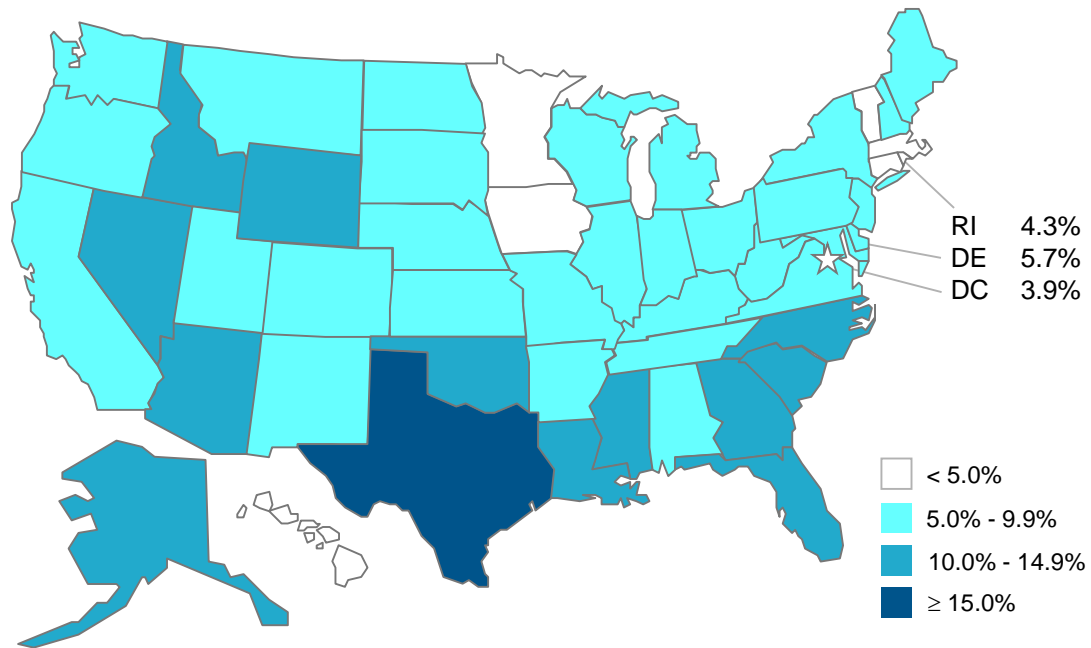 RI 4.3%
DE 5.7%
DC 3.9%
< 5.0%
5.0% - 9.9%
10.0% - 14.9%
≥ 15.0%